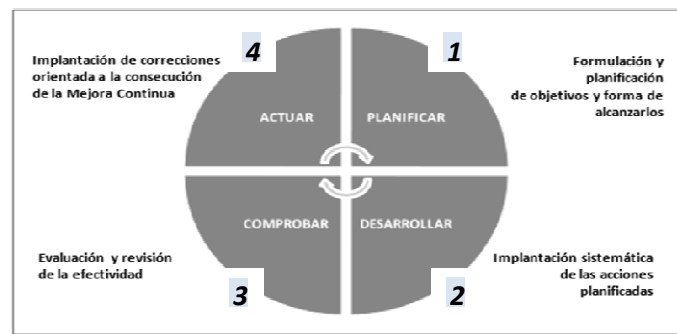 4
Implantación de correcciones
orientada a la consecución
de la Mejora Continua
ACTUAR
1
Formulación y
planificación
de objetivos y forma de
alcanzarlos
PLANIFICAR
COMPROBAR
Evaluación y revisión
de la efectividad
3
DESARROLLAR
Implantación sistemática
de las acciones
planificadas
2